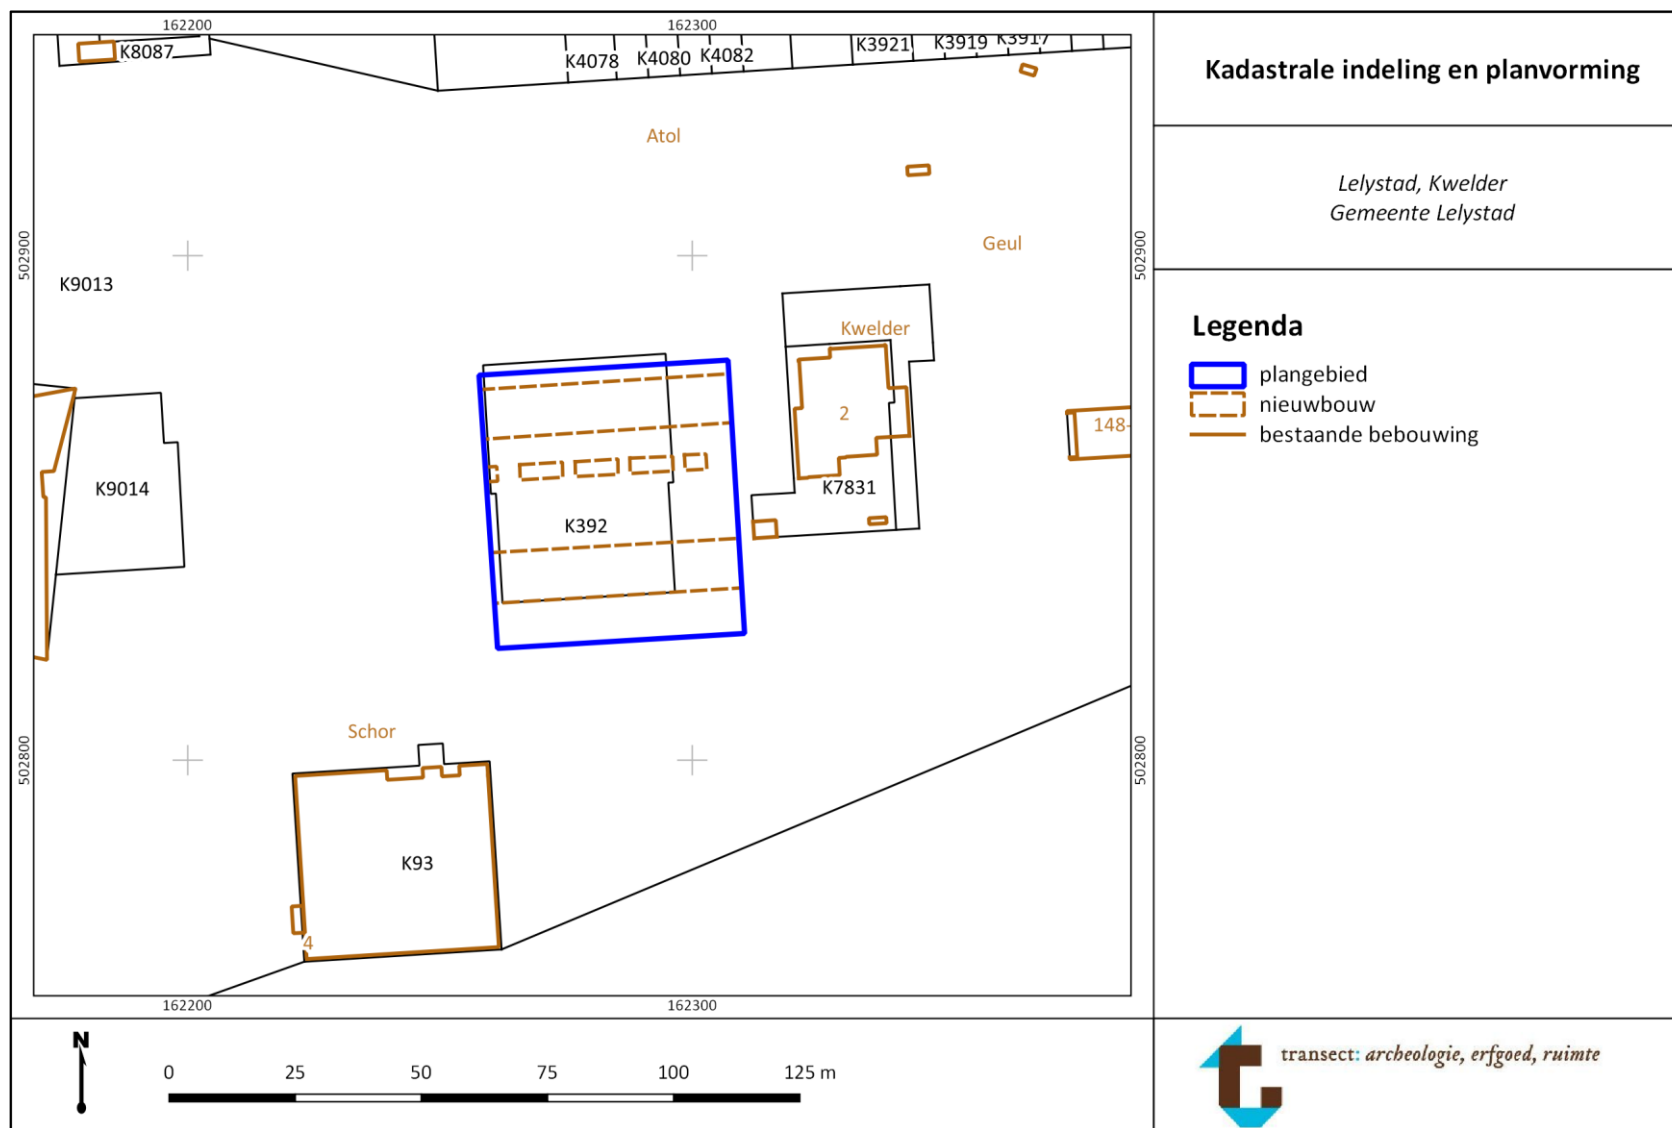 162200
162300
K8087
K4078
K4080
K4082
K3921
K3919
K3917
Atol
Geul
502900
502900
K9013
Kwelder
2
148-
K9014
K7831
K392
Schor
502800
502800
K93
4
162200
162300
N
0 25 50 75 100 125 m
Kadastrale indeling en planvorming
Lelystad, Kwelder
Gemeente Lelystad
Legenda
plangebied
nieuwbouw
bestaande bebouwing
transect: archeologie, erfgoed, ruimte